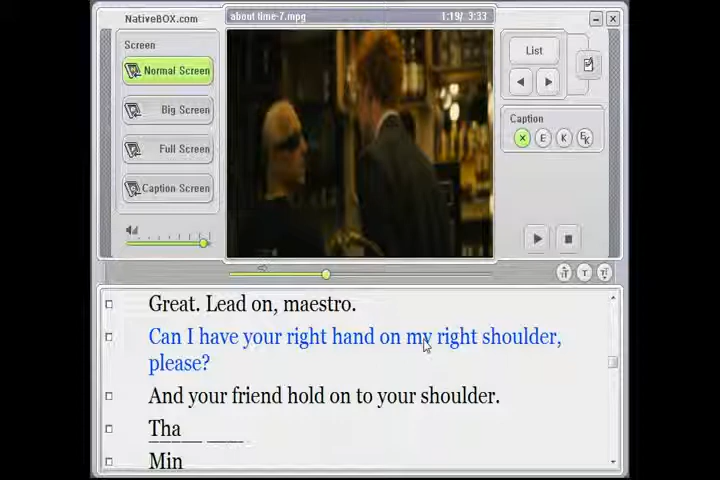 NativeBOX.com
about time-7.mpg
1:19/ 3:33
Screen
Normal Screen
Big Screen
Full Screen
Caption Screen
List
Caption
X E K EK
T T T
Great. Lead on, maestro.
Can I have your right hand on my right shoulder,
please?
And your friend hold on to your shoulder.
Tha
Min